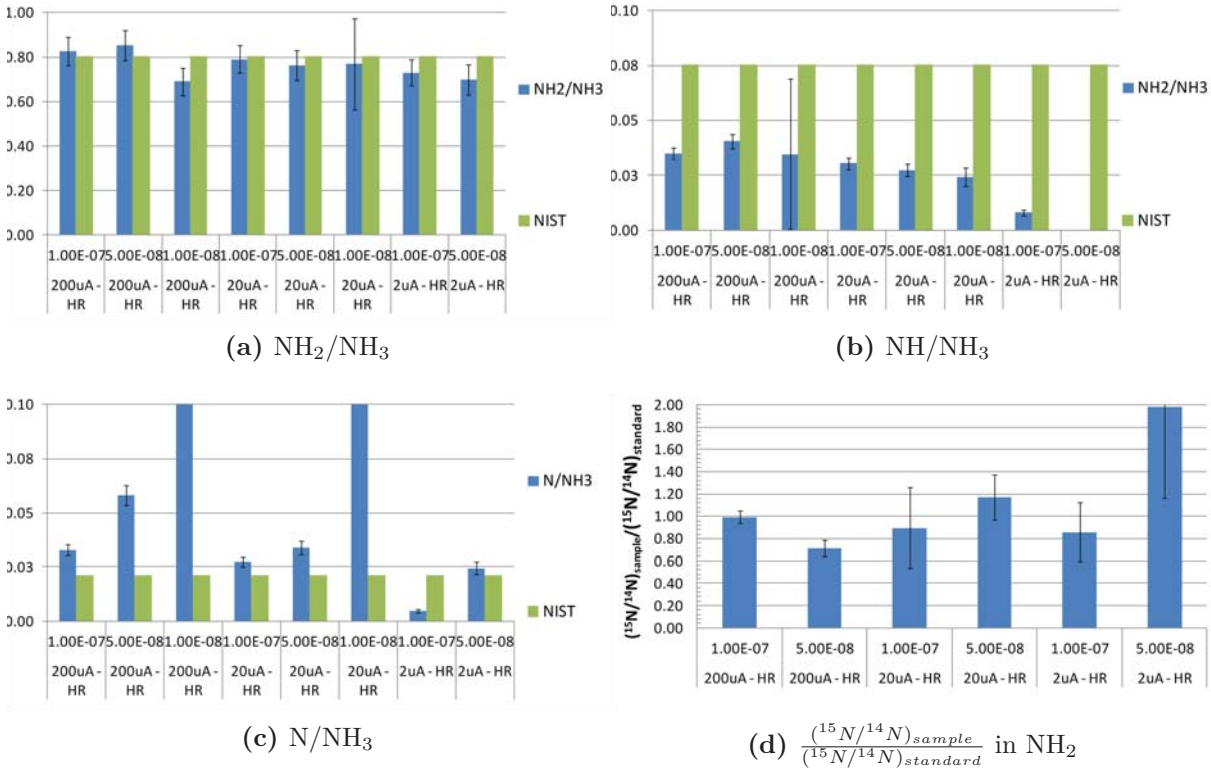 1.00
0.80
0.60
0.40
0.20
0.00
1.00E-07 5.00E-08 1.00E-08 1.00E-07 5.00E-08 1.00E-08 1.00E-07 5.00E-08
200uA - HR 200uA - HR 200uA - HR 20uA - HR 20uA - HR 20uA - HR 2uA - HR 2uA - HR
NH2/NH3
NIST
(a) NH₂/NH₃
0.10
0.08
0.05
0.03
0.00
1.00E-07 5.00E-08 1.00E-08 1.00E-07 5.00E-08 1.00E-08 1.00E-07 5.00E-08
200uA - HR 200uA - HR 200uA - HR 20uA - HR 20uA - HR 20uA - HR 2uA - HR 2uA - HR
NH2/NH3
NIST
(b) NH/NH₃
0.10
0.08
0.05
0.03
0.00
1.00E-07 5.00E-08 1.00E-08 1.00E-07 5.00E-08 1.00E-08 1.00E-07 5.00E-08
200uA - HR 200uA - HR 200uA - HR 20uA - HR 20uA - HR 20uA - HR 2uA - HR 2uA - HR
N/NH3
NIST
(c) N/NH₃
(¹⁵N/¹⁴N)sample/(¹⁵N/¹⁴N)standard
2.00
1.80
1.60
1.40
1.20
1.00
0.80
0.60
0.40
0.20
0.00
1.00E-07 5.00E-08 1.00E-07 5.00E-08 1.00E-07 5.00E-08
200uA - HR 200uA - HR 20uA - HR 20uA - HR 2uA - HR 2uA - HR
(d) (¹⁵N/¹⁴N)sample/(¹⁵N/¹⁴N)standard in NH₂